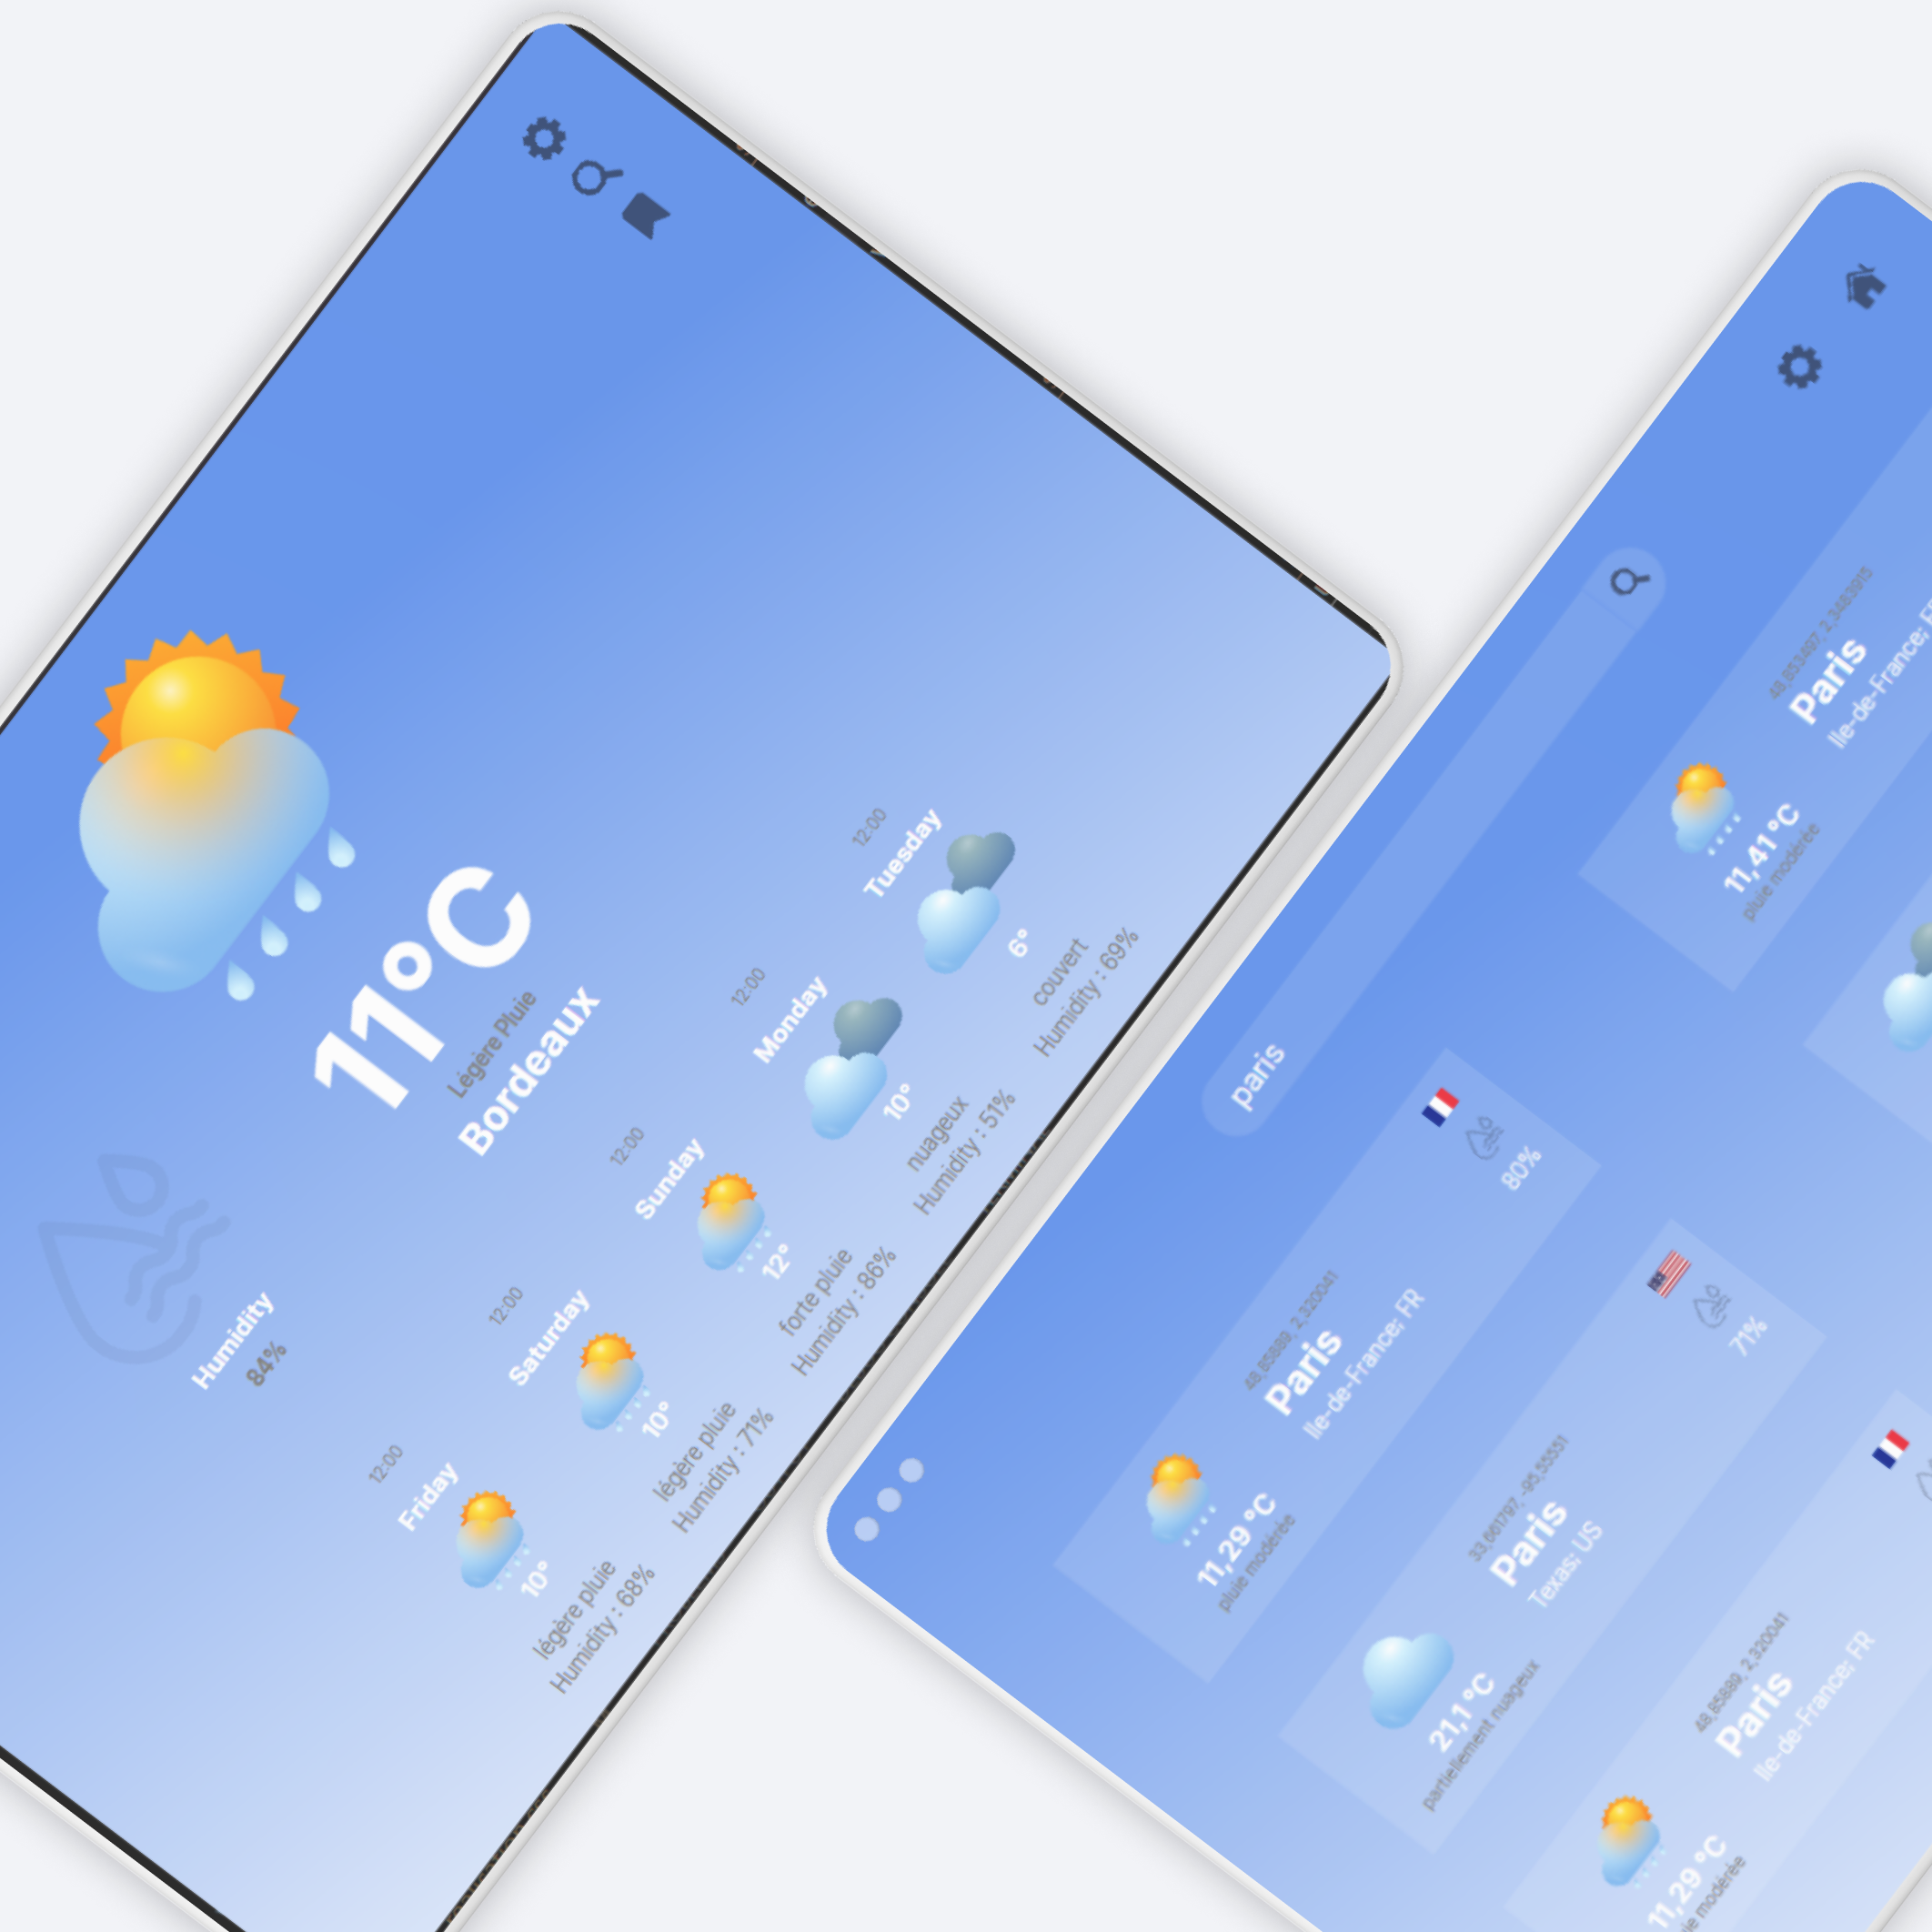 11°C
Légère Pluie
Bordeaux
Humidity
84%
12:00
Friday
10°
légère pluie
Humidity : 68%
12:00
Saturday
10°
légère pluie
Humidity : 71%
12:00
Sunday
12°
forte pluie
Humidity : 86%
12:00
Monday
10°
nuageux
Humidity : 51%
12:00
Tuesday
6°
couvert
Humidity : 69%
paris
11,29 °C
pluie modérée
48,85889, 2,320041
Paris
Ile-de-France; FR
80%
11,41 °C
pluie modérée
48,853497, 2,3483915
Paris
Ile-de-France;
21,1 °C
partiellement nuageux
33,661797, -95,55551
Paris
Texas; US
71%
11,29 °C
modérée
48,85889, 2,320041
Paris
Ile-de-France; FR